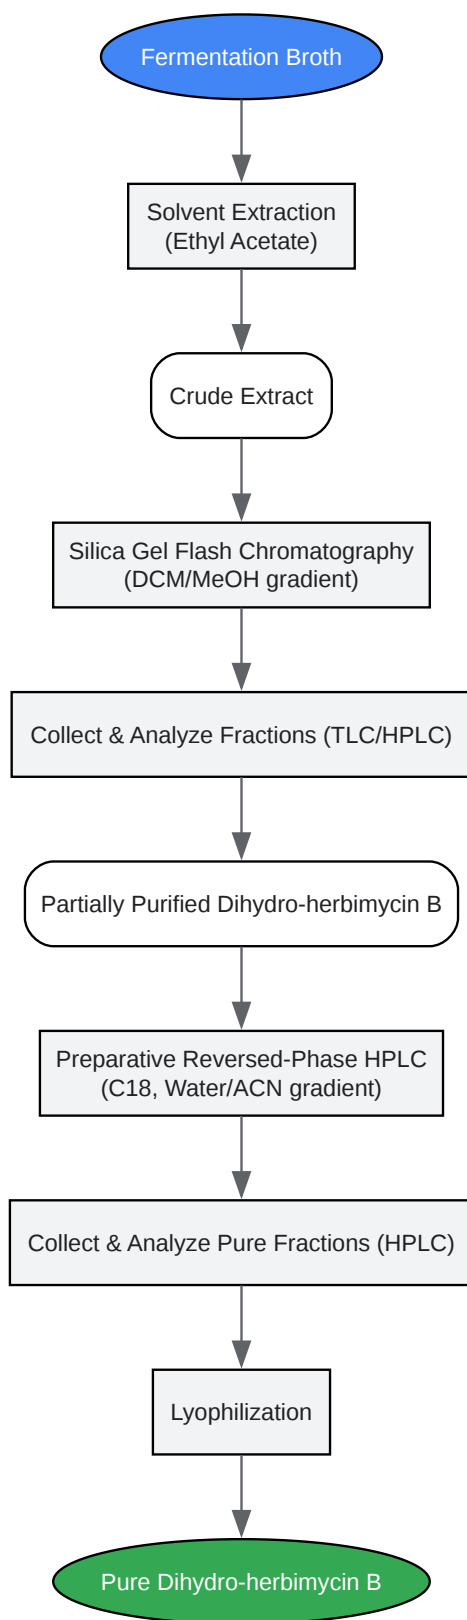 Fermentation Broth
Solvent Extraction
(Ethyl Acetate)
Crude Extract
Silica Gel Flash Chromatography
(DCM/MeOH gradient)
Collect & Analyze Fractions (TLC/HPLC)
Partially Purified Dihydro-herbimycin B
Preparative Reversed-Phase HPLC
(C18, Water/ACN gradient)
Collect & Analyze Pure Fractions (HPLC)
Lyophilization
Pure Dihydro-herbimycin B